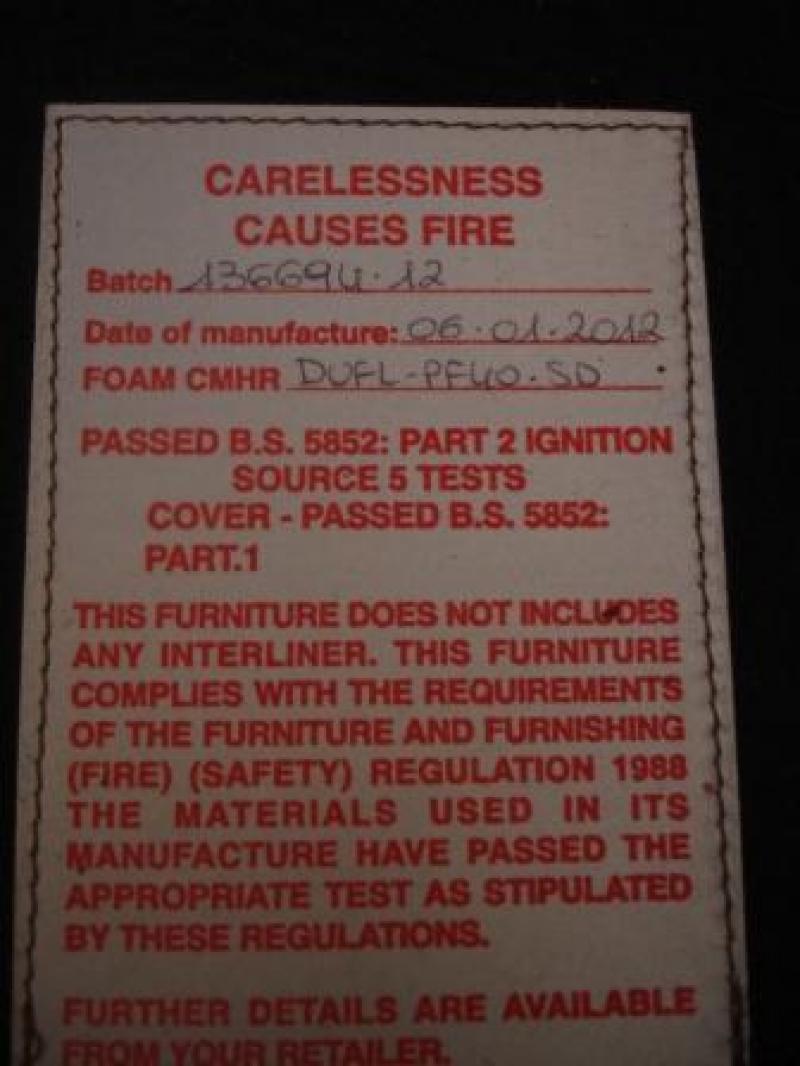 CARELESSNESS
CAUSES FIRE
Batch 136694.12
Date of manufacture: 06.01.2012
FOAM CMHR DUFL-PF40.SD
PASSED B.S. 5852: PART 2 IGNITION
SOURCE 5 TESTS
COVER - PASSED B.S. 5852:
PART.1
THIS FURNITURE DOES NOT INCLUDES
ANY INTERLINER. THIS FURNITURE
COMPLIES WITH THE REQUIREMENTS
OF THE FURNITURE AND FURNISHING
(FIRE) (SAFETY) REGULATION 1988
THE MATERIALS USED IN ITS
MANUFACTURE HAVE PASSED THE
APPROPRIATE TEST AS STIPULATED
BY THESE REGULATIONS.
FURTHER DETAILS ARE AVAILABLE
FROM YOUR RETAILER.